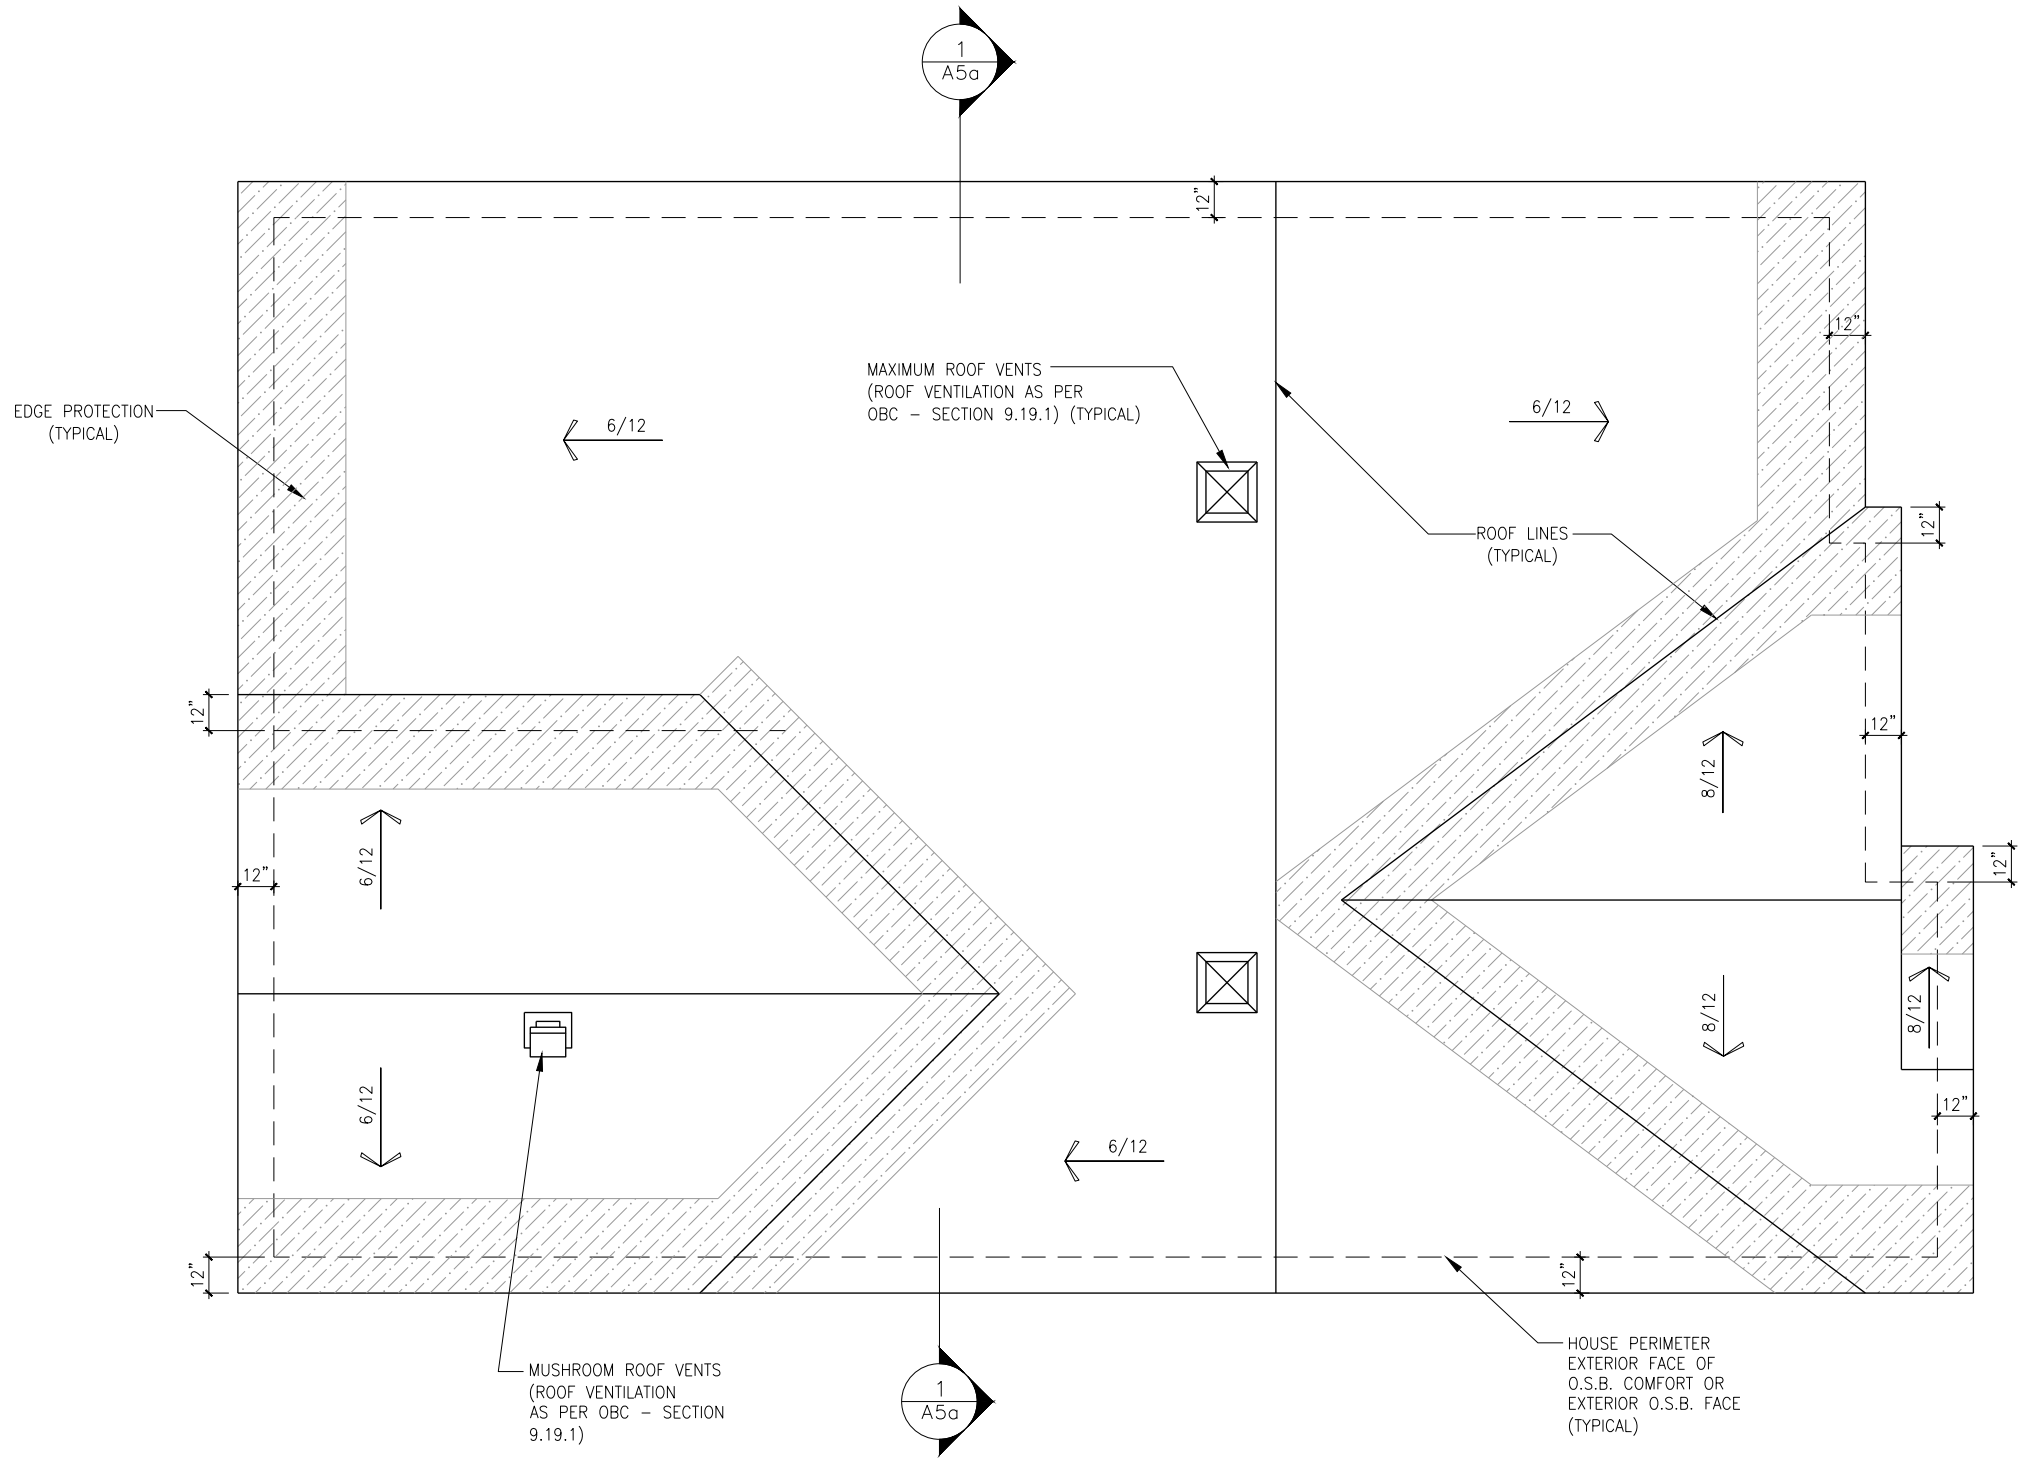 1
A5a
12"
12"
MAXIMUM ROOF VENTS
(ROOF VENTILATION AS PER
OBC – SECTION 9.19.1) (TYPICAL)
EDGE PROTECTION
(TYPICAL)
6/12
6/12
ROOF LINES
(TYPICAL)
12"
12"
12"
8/12
6/12
12"
12"
8/12
8/12
6/12
12"
6/12
12"
12"
HOUSE PERIMETER
EXTERIOR FACE OF
O.S.B. COMFORT OR
EXTERIOR O.S.B. FACE
(TYPICAL)
MUSHROOM ROOF VENTS
(ROOF VENTILATION
AS PER OBC – SECTION
9.19.1)
1
A5a